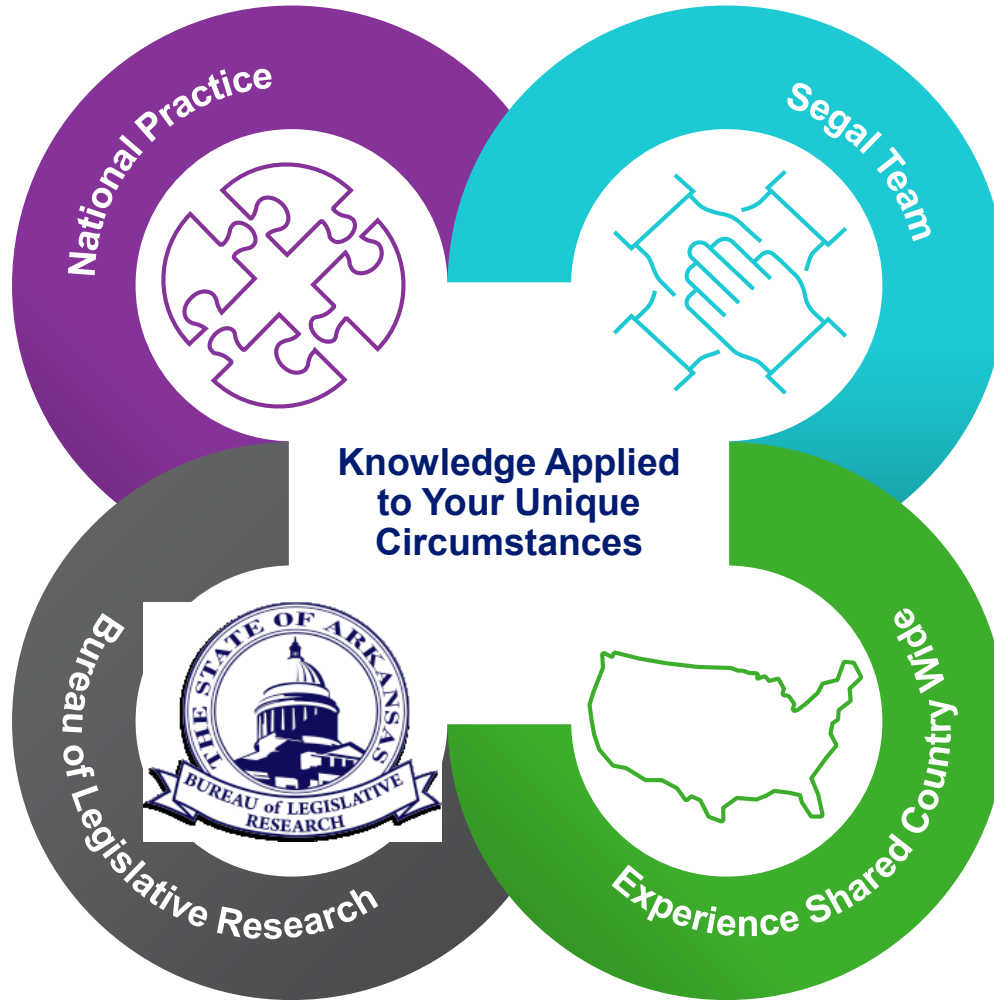 National Practice
Segal Team
Knowledge Applied
to Your Unique
Circumstances
Bureau of Legislative Research
THE STATE OF ARKANSAS
BUREAU of LEGISLATIVE
RESEARCH
Experience Shared Country Wide